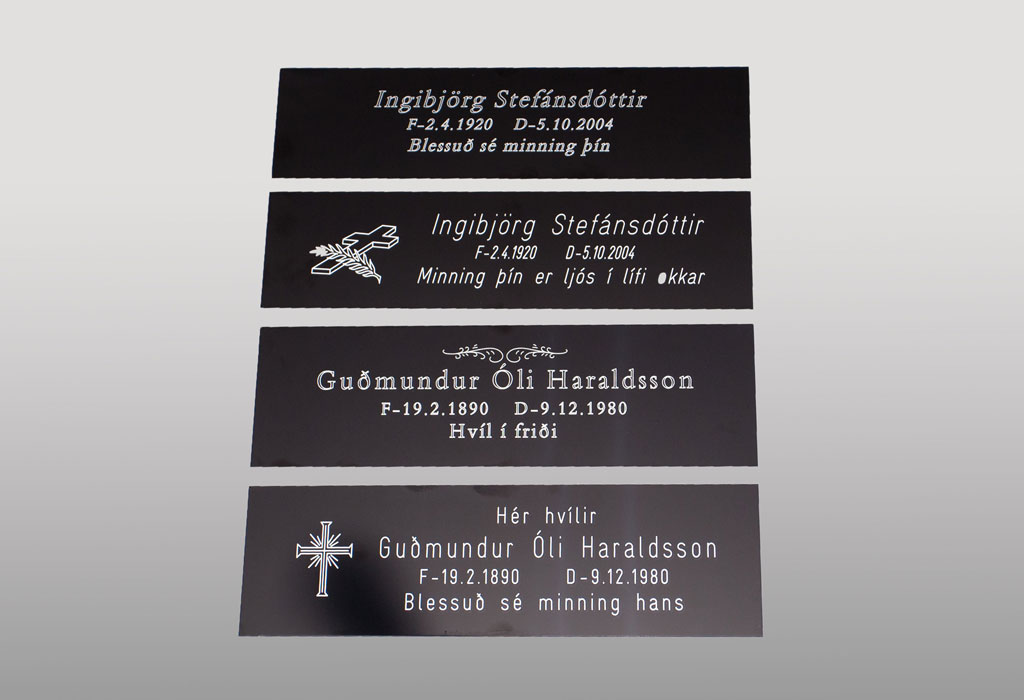 Ingibjörg Stefánsdóttir
F-2.4.1920 D-5.10.2004
Blessuð sé minning þín
Ingibjörg Stefánsdóttir
F-2.4.1920 D-5.10.2004
Minning þín er ljós í lífi okkar
Guðmundur Óli Haraldsson
F-19.2.1890 D-9.12.1980
Hvíl í friði
Hér hvílir
Guðmundur Óli Haraldsson
F-19.2.1890 D-9.12.1980
Blessuð sé minning hans